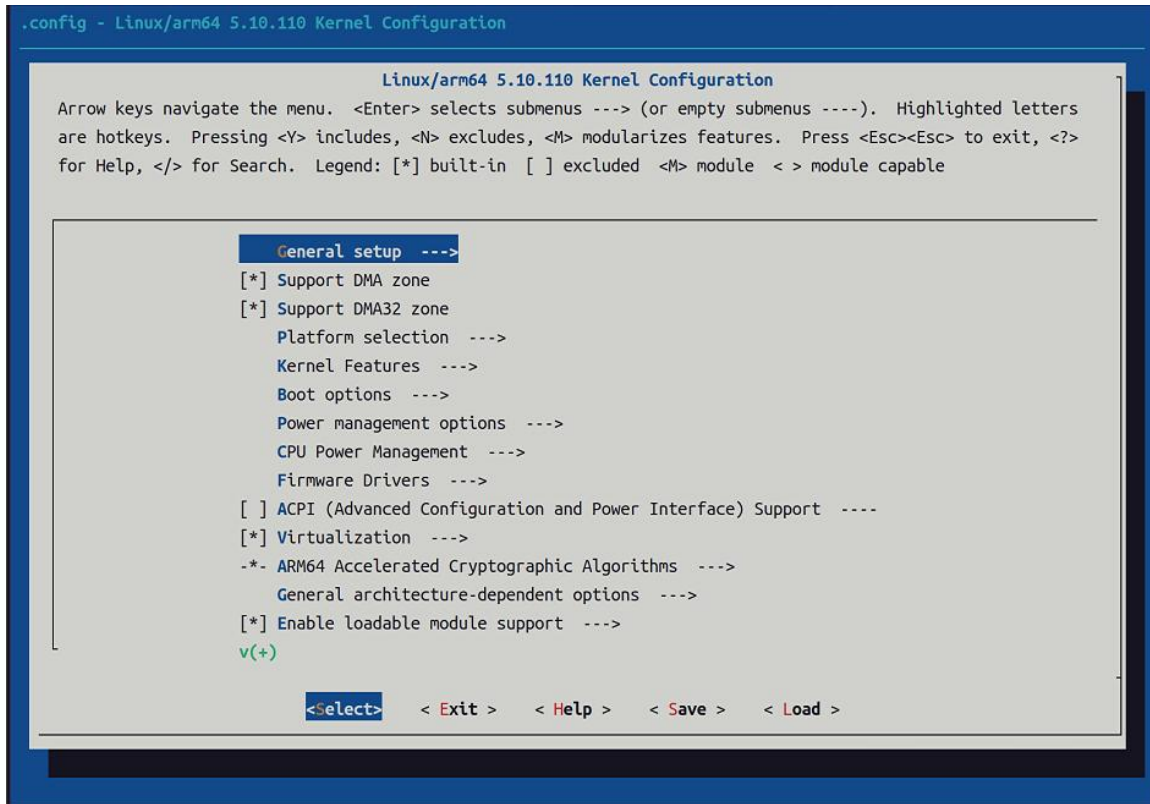 .config - Linux/arm64 5.10.110 Kernel Configuration
Linux/arm64 5.10.110 Kernel Configuration
Arrow keys navigate the menu.  <Enter> selects submenus ---> (or empty submenus ----).  Highlighted letters
are hotkeys.  Pressing <Y> includes, <N> excludes, <M> modularizes features.  Press <Esc><Esc> to exit, <?>
for Help, </> for Search.  Legend: [*] built-in  [ ] excluded  <M> module  < > module capable
General setup  --->
[*] Support DMA zone
[*] Support DMA32 zone
Platform selection  --->
Kernel Features  --->
Boot options  --->
Power management options  --->
CPU Power Management  --->
Firmware Drivers  --->
[ ] ACPI (Advanced Configuration and Power Interface) Support  ----
[*] Virtualization  --->
-*- ARM64 Accelerated Cryptographic Algorithms  --->
General architecture-dependent options  --->
[*] Enable loadable module support  --->
v(+)
<Select>    < Exit >    < Help >    < Save >    < Load >